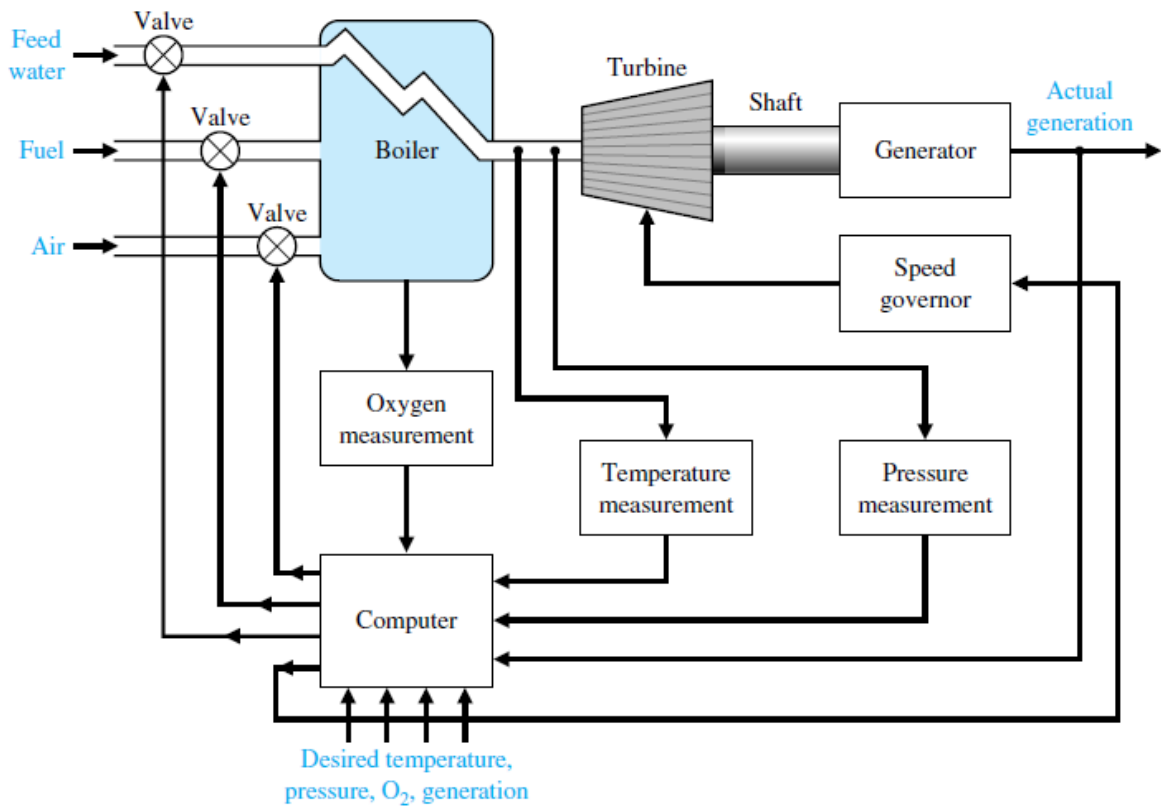 Valve
Feed
water
Turbine
Shaft
Actual
generation
Valve
Fuel
Boiler
Generator
Valve
Air
Speed
governor
Oxygen
measurement
Temperature
measurement
Pressure
measurement
Computer
Desired temperature,
pressure, O₂, generation